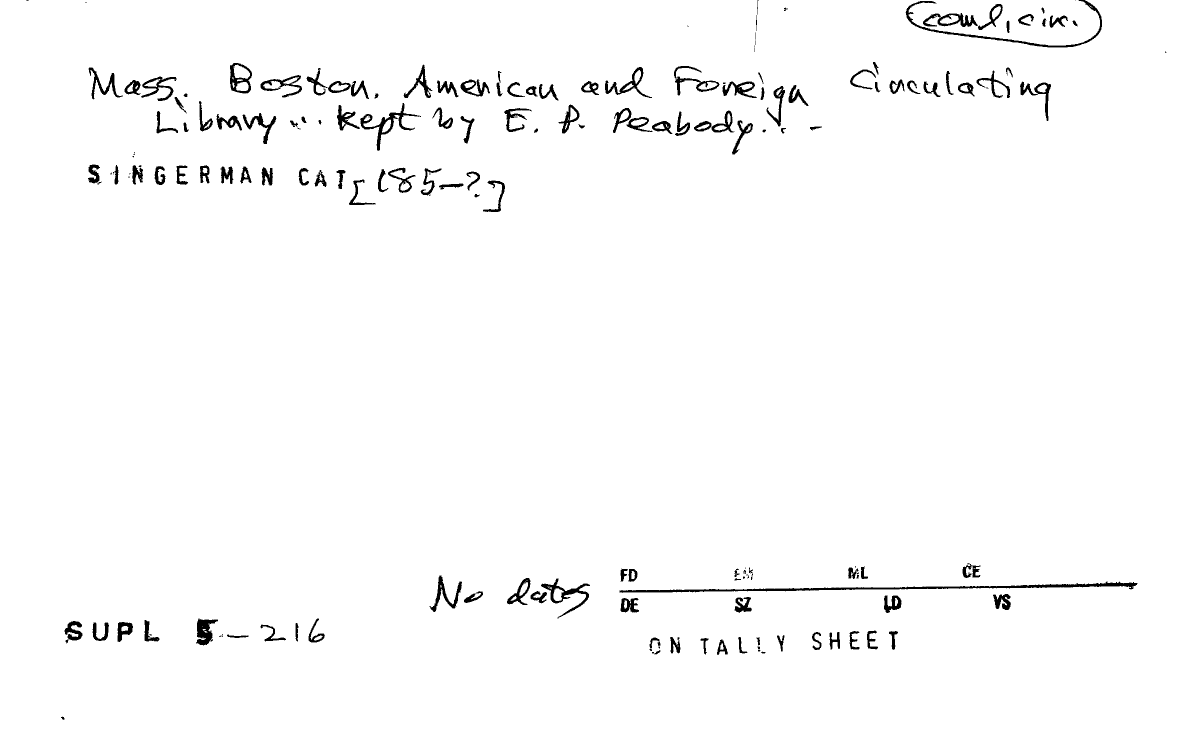 coml, cir.
Mass. Boston. American and Foreign Circulating
Library... kept by E. P. Peabody...
SINGERMAN CAT [185-?]
FD EM ML CE
No dates DE SZ LD VS
SUPL 5-216
ON TALLY SHEET